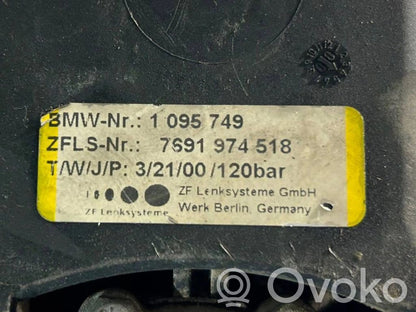 BMW-Nr.: 1 095 749
ZFLS-Nr.: 7691 974 518
T/W/J/P: 3/21/00 /120bar
ZF Lenksysteme GmbH
ZF Lenksysteme Werk Berlin, Germany
Ovoko